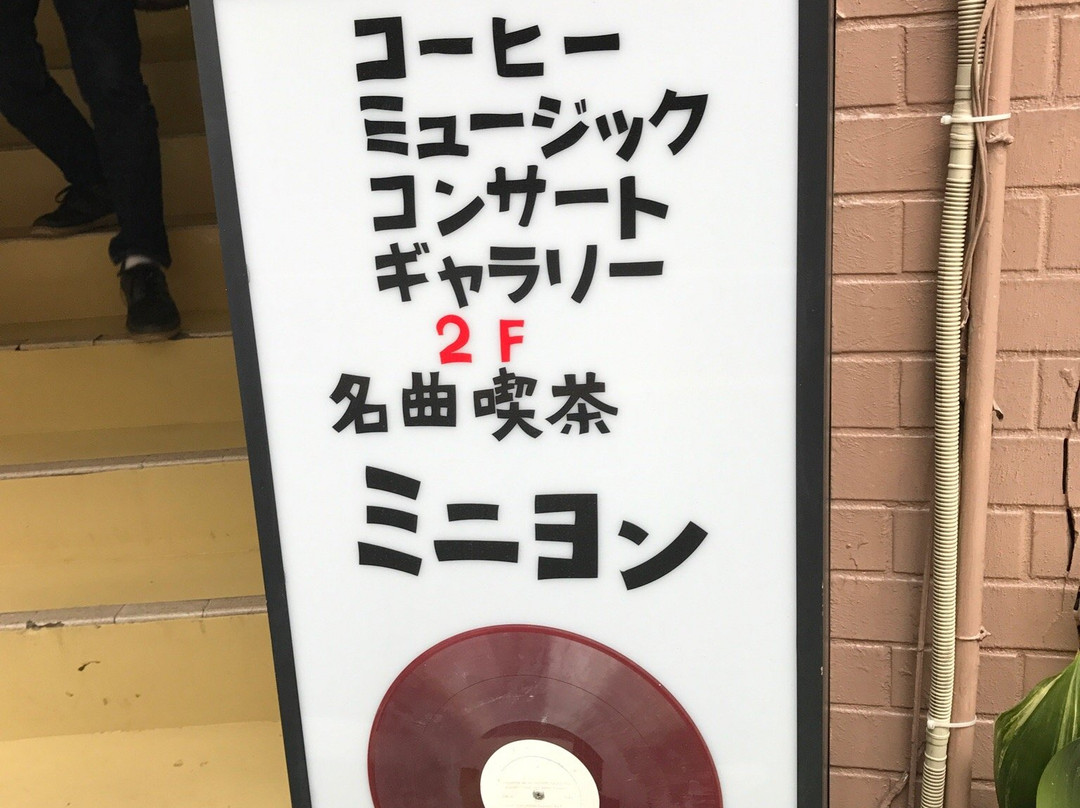 コーヒー
ミュージック
コンサート
ギャラリー
2F
名曲喫茶
ミニヨン